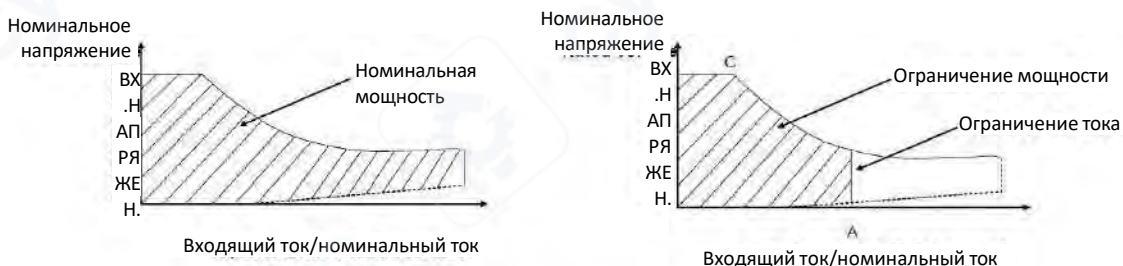 Номинальное
напряжение
ВХ
.Н
АП
РЯ
ЖЕ
Н.
Номинальная
мощность
Входящий ток/номинальный ток
Номинальное
напряжение
ВХ
.Н
АП
РЯ
ЖЕ
Н.
C
Ограничение мощности
Ограничение тока
A
Входящий ток/номинальный ток